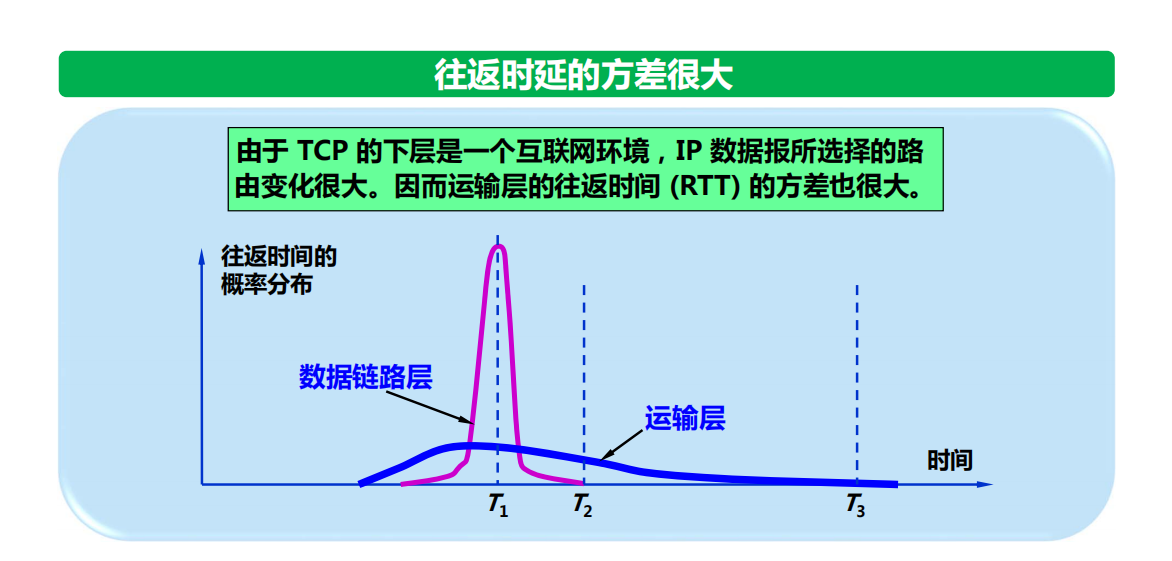 往返时延的方差很大
由于 TCP 的下层是一个互联网环境，IP 数据报所选择的路
由变化很大。因而运输层的往返时间 (RTT) 的方差也很大。
往返时间的
概率分布
数据链路层
运输层
时间
T1
T2
T3